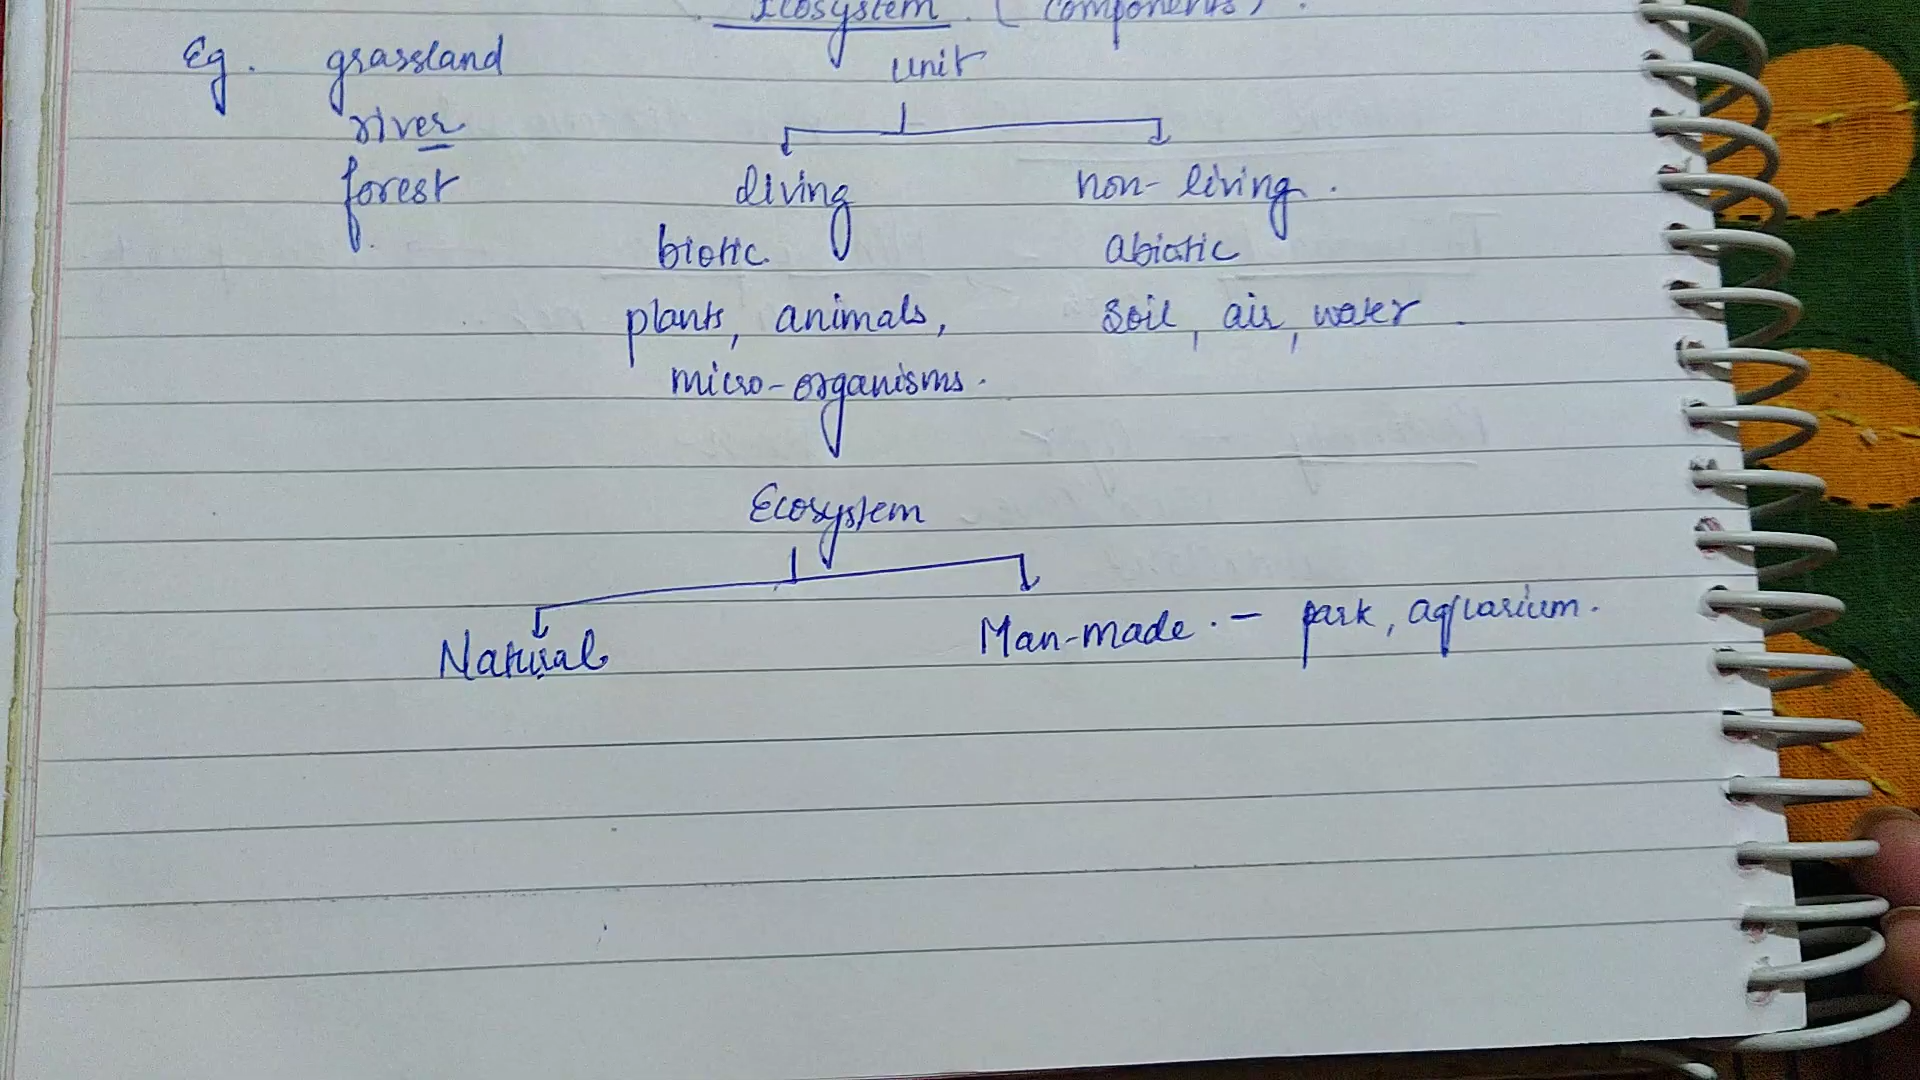 Ecosystem. (components).
Eg. grassland
unit
river
forest
living
non-living.
biotic.
abiotic
plants, animals,
soil, air, water.
micro-organisms.
Ecosystem
Natural
Man-made. - park, aquarium.